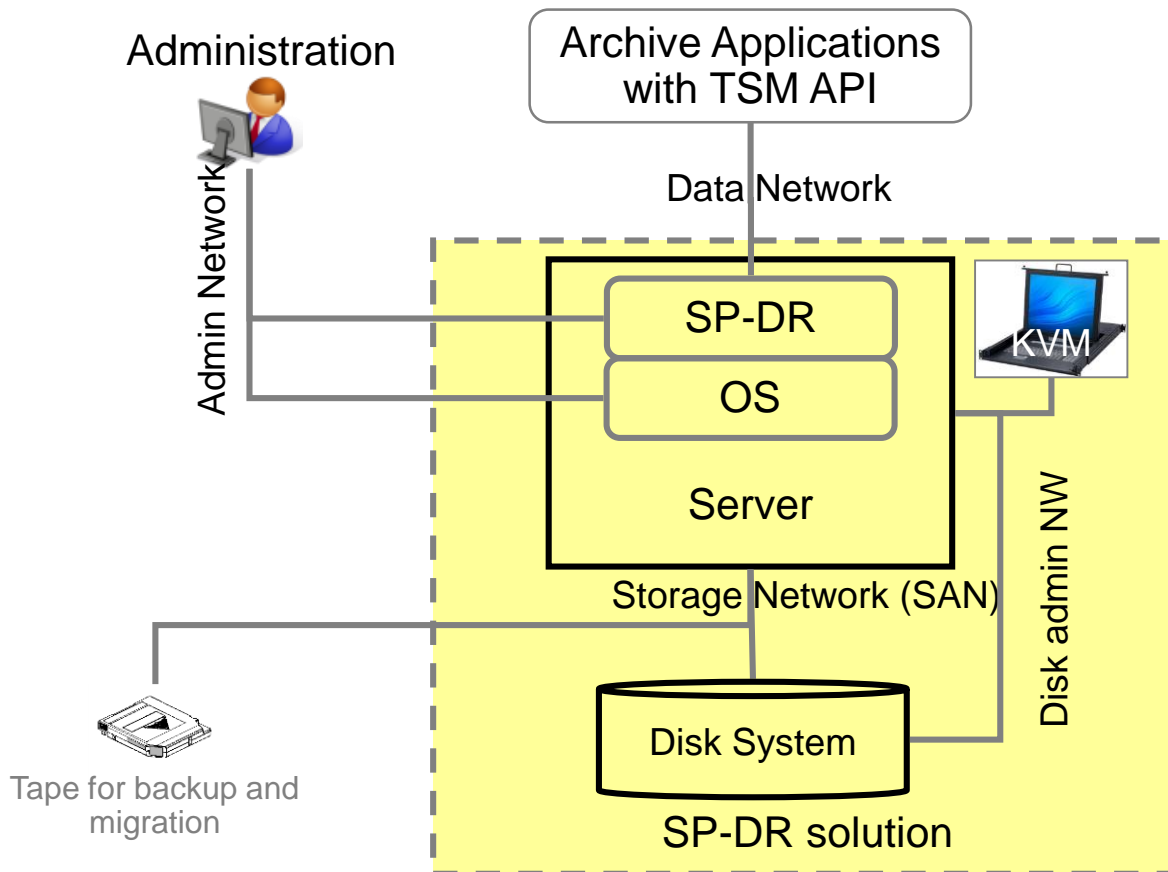 Administration
Archive Applications
with TSM API
Admin Network
Data Network
SP-DR
KVM
OS
Server
Disk admin NW
Storage Network (SAN)
Disk System
Tape for backup and
migration
SP-DR solution